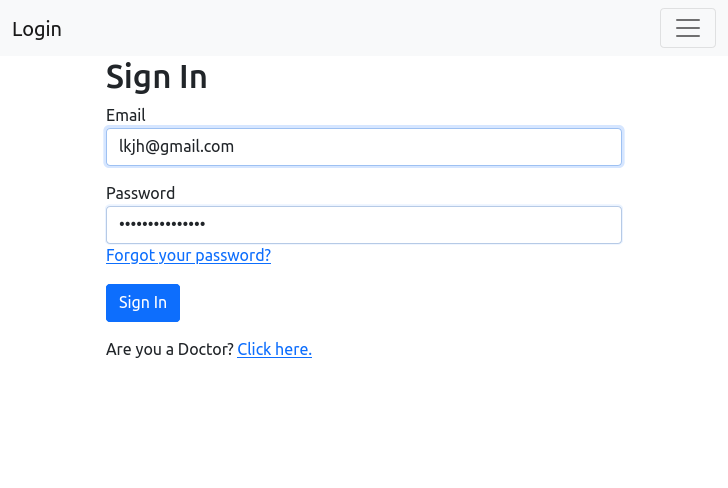 Login
Sign In
Email
lkjh@gmail.com
Password
•••••••••••••••
Forgot your password?
Sign In
Are you a Doctor? Click here.